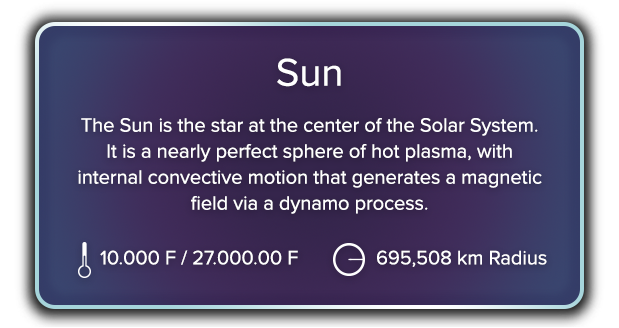 Sun
The Sun is the star at the center of the Solar System.
It is a nearly perfect sphere of hot plasma, with
internal convective motion that generates a magnetic
field via a dynamo process.
10.000 F / 27.000.00 F
695,508 km Radius